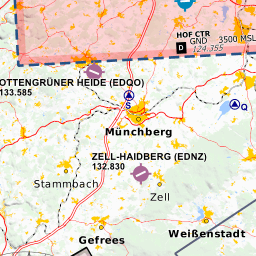 HOF CTR
GND
3500 MSL
D
124.355
OTTENGRÜNER HEIDE (EDQO)
133.585
S
Q
Münchberg
ZELL-HAIDBERG (EDNZ)
132.830
Stammbach
Zell
Weißenstadt
Gefrees